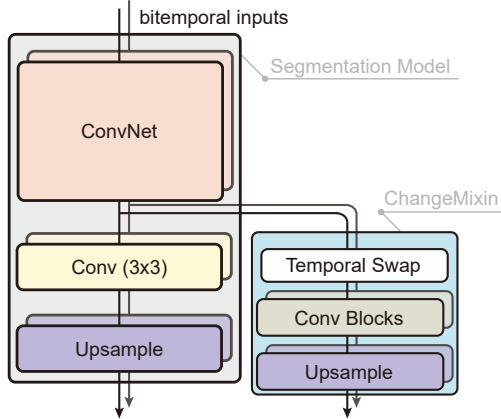 bitemporal inputs
Segmentation Model
ConvNet
ChangeMixin
Conv (3x3)
Temporal Swap
Conv Blocks
Upsample
Upsample